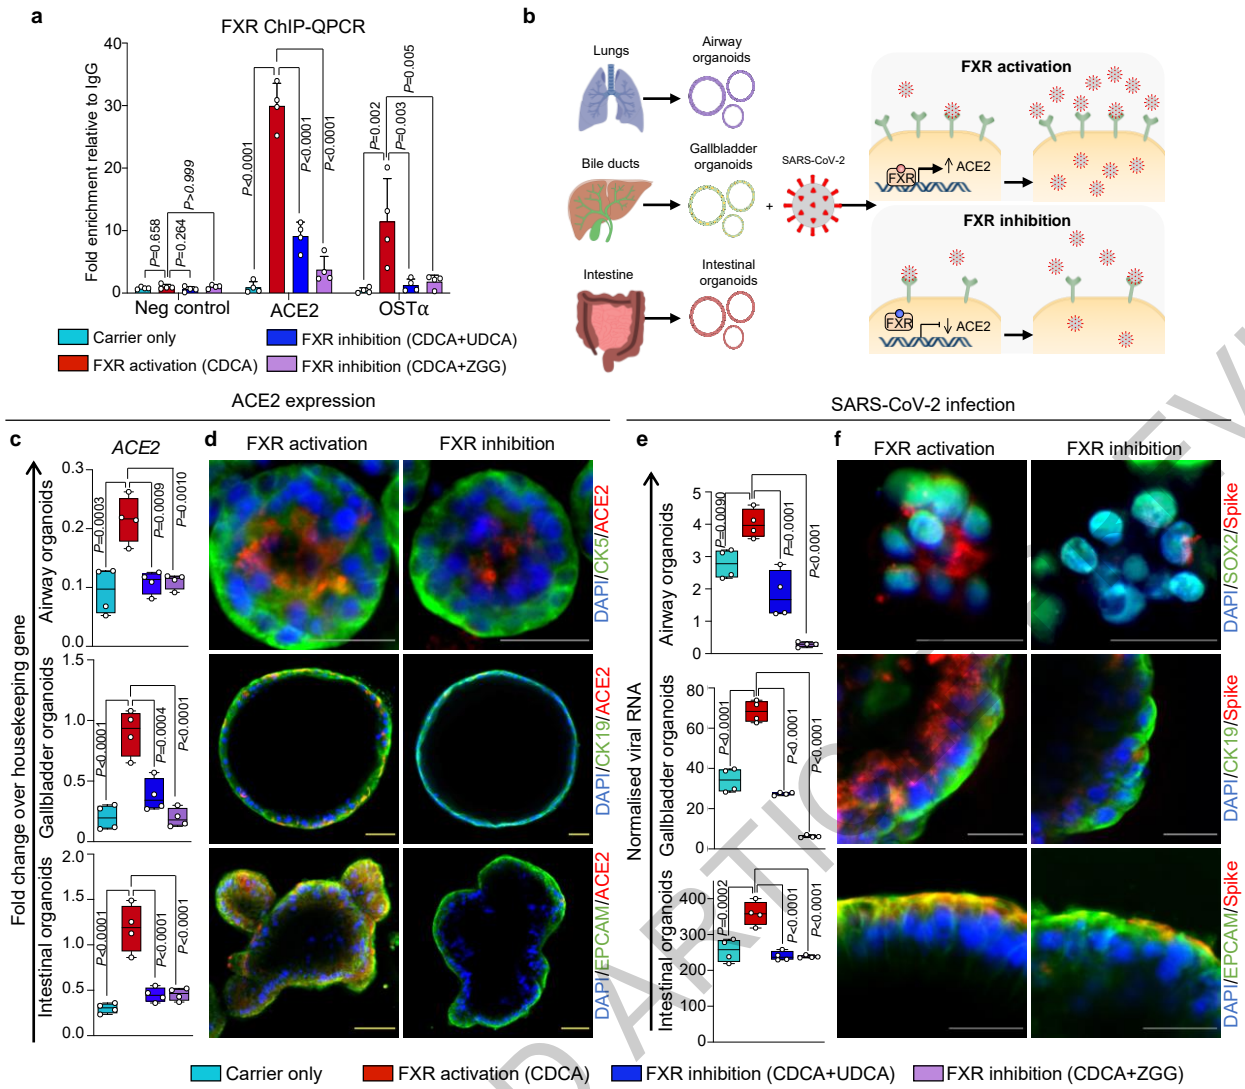 a
FXR ChIP-QPCR
Fold enrichment relative to IgG
40
30
20
10
0
P=0.658
P=0.264
P>0.999
P<0.0001
P<0.0001
P<0.0001
P=0.002
P=0.003
P=0.005
Neg control
ACE2
OSTα
Carrier only
FXR inhibition (CDCA+UDCA)
FXR activation (CDCA)
FXR inhibition (CDCA+ZGG)
b
Lungs
Airway
organoids
Bile ducts
Gallbladder
organoids
Intestine
Intestinal
organoids
+
SARS-CoV-2
FXR activation
FXR
ACE2
FXR inhibition
FXR
ACE2
ACE2 expression
SARS-CoV-2 infection
c
ACE2
Fold change over housekeeping gene
Airway organoids
0.3
0.2
0.1
0.0
P=0.0003
P=0.0009
P=0.0010
Gallbladder organoids
1.5
1.0
0.5
0
P<0.0001
P=0.0004
P<0.0001
Intestinal organoids
2.0
1.5
1.0
0.5
0.0
P<0.0001
P<0.0001
P<0.0001
d
FXR activation
FXR inhibition
DAPI/CK5/ACE2
DAPI/CK19/ACE2
DAPI/EPCAM/ACE2
e
Normalised viral RNA
Airway organoids
5
4
3
2
1
0
P=0.0090
P=0.0001
P<0.0001
Gallbladder organoids
80
60
40
20
0
P<0.0001
P<0.0001
P<0.0001
Intestinal organoids
400
300
200
100
0
P=0.0002
P<0.0001
P<0.0001
f
FXR activation
FXR inhibition
DAPI/SOX2/Spike
DAPI/CK19/Spike
DAPI/EPCAM/Spike
Carrier only
FXR activation (CDCA)
FXR inhibition (CDCA+UDCA)
FXR inhibition (CDCA+ZGG)